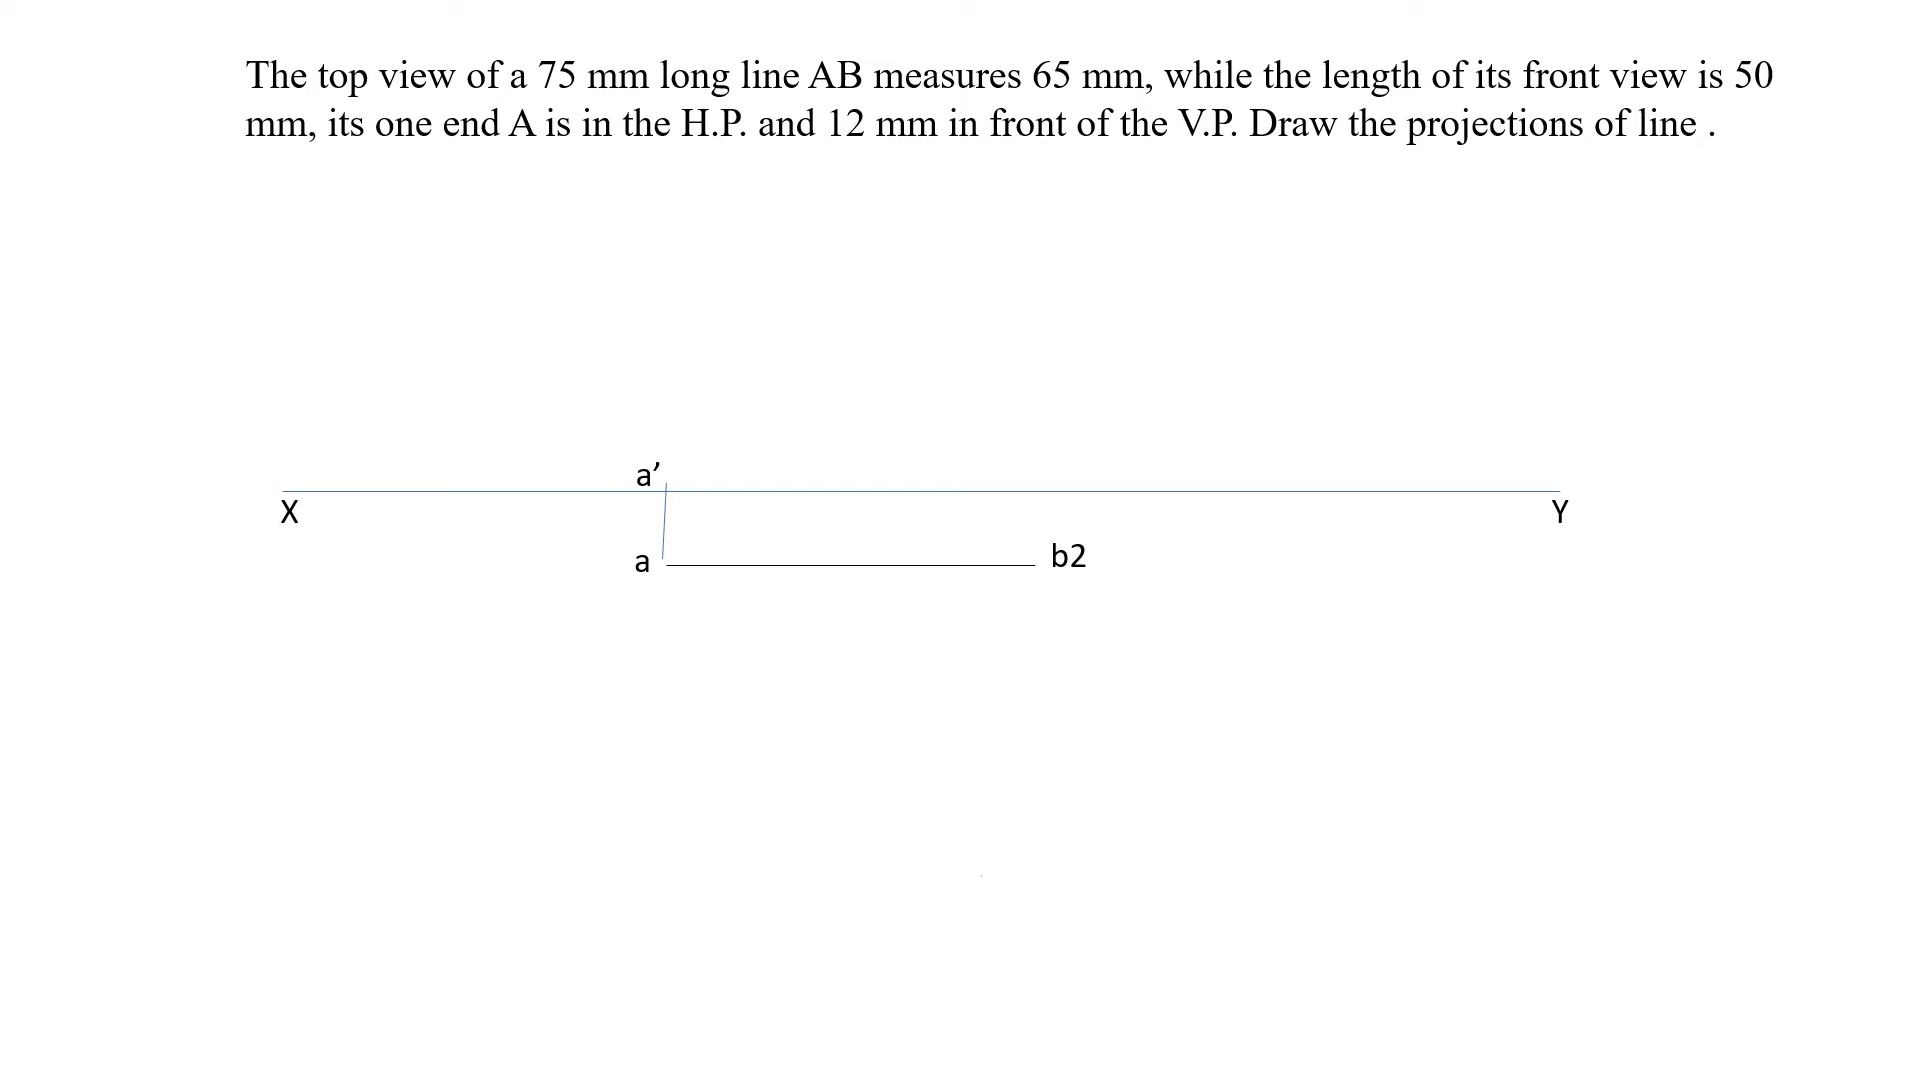 The top view of a 75 mm long line AB measures 65 mm, while the length of its front view is 50
mm, its one end A is in the H.P. and 12 mm in front of the V.P. Draw the projections of line .
a’
X
Y
a
b2